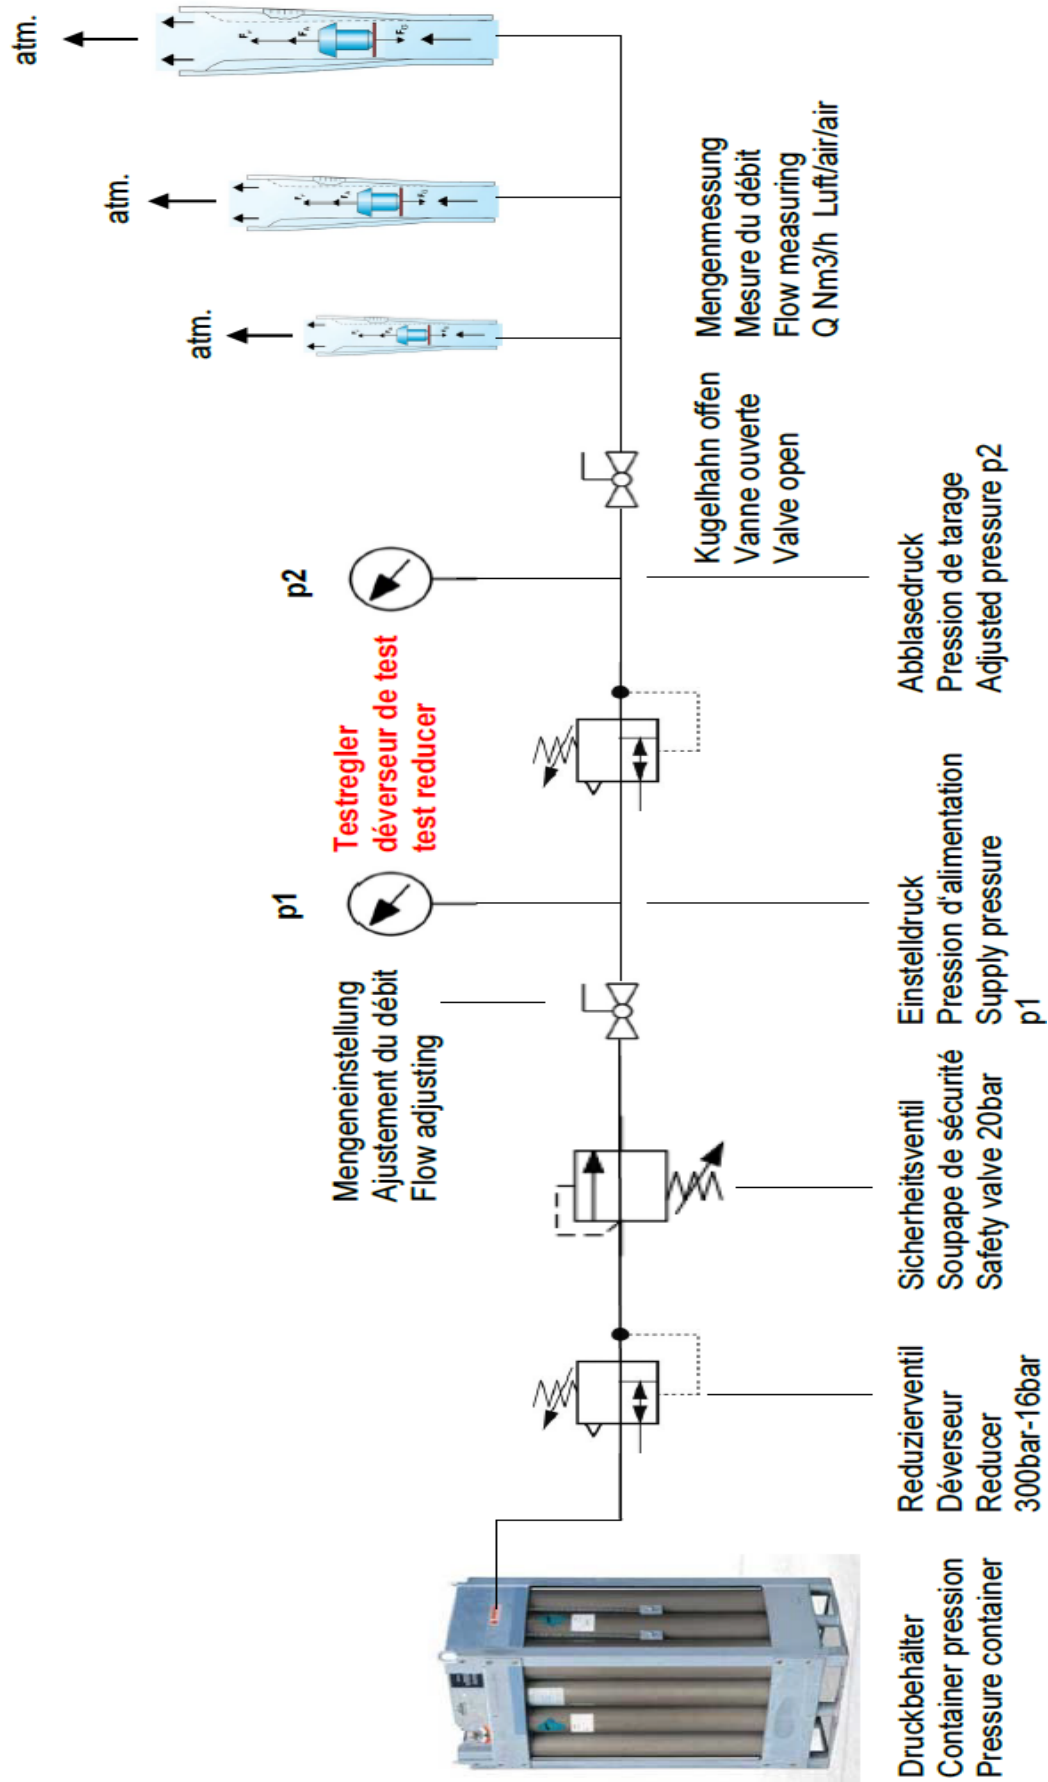 atm.
atm.
atm.
p2
Testregler
déverseur de test
test reducer
p1
Mengeneinstellung
Ajustement du débit
Flow adjusting
Mengenmessung
Mesure du débit
Flow measuring
Q Nm3/h Luft/air/air
Kugelhahn offen
Vanne ouverte
Valve open
Abblasedruck
Pression de tarage
Adjusted pressure p2
Einstelldruck
Pression d'alimentation
Supply pressure
p1
Sicherheitsventil
Soupape de sécurité
Safety valve 20bar
Reduzierventil
Déverseur
Reducer
300bar-16bar
Druckbehälter
Container pression
Pressure container